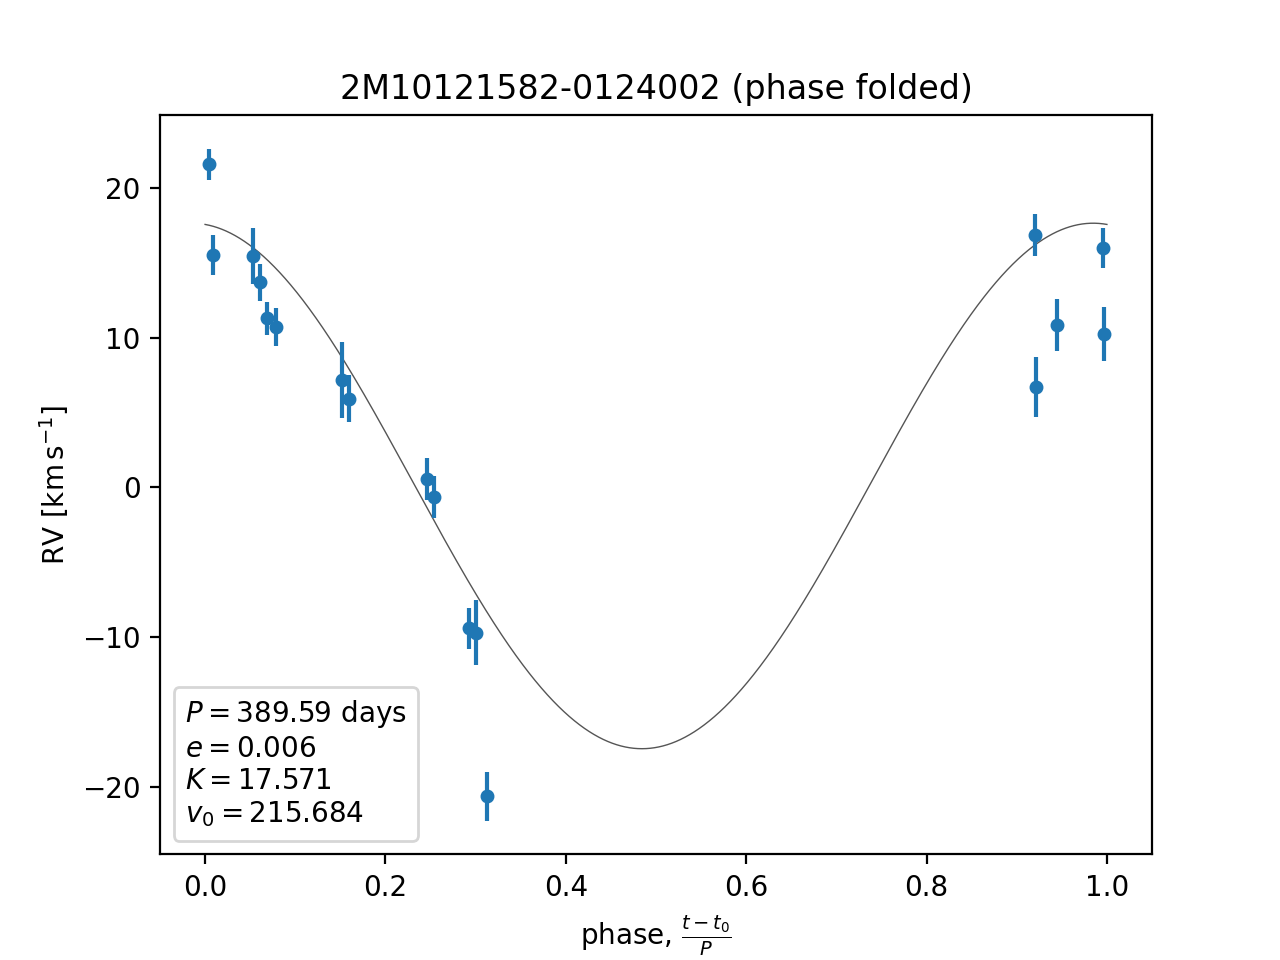 2M10121582-0124002 (phase folded)
20
10
0
−10
−20
RV [km s⁻¹]
P = 389.59 days
e = 0.006
K = 17.571
v₀ = 215.684
0.0 0.2 0.4 0.6 0.8 1.0
phase, (t − t₀)/P